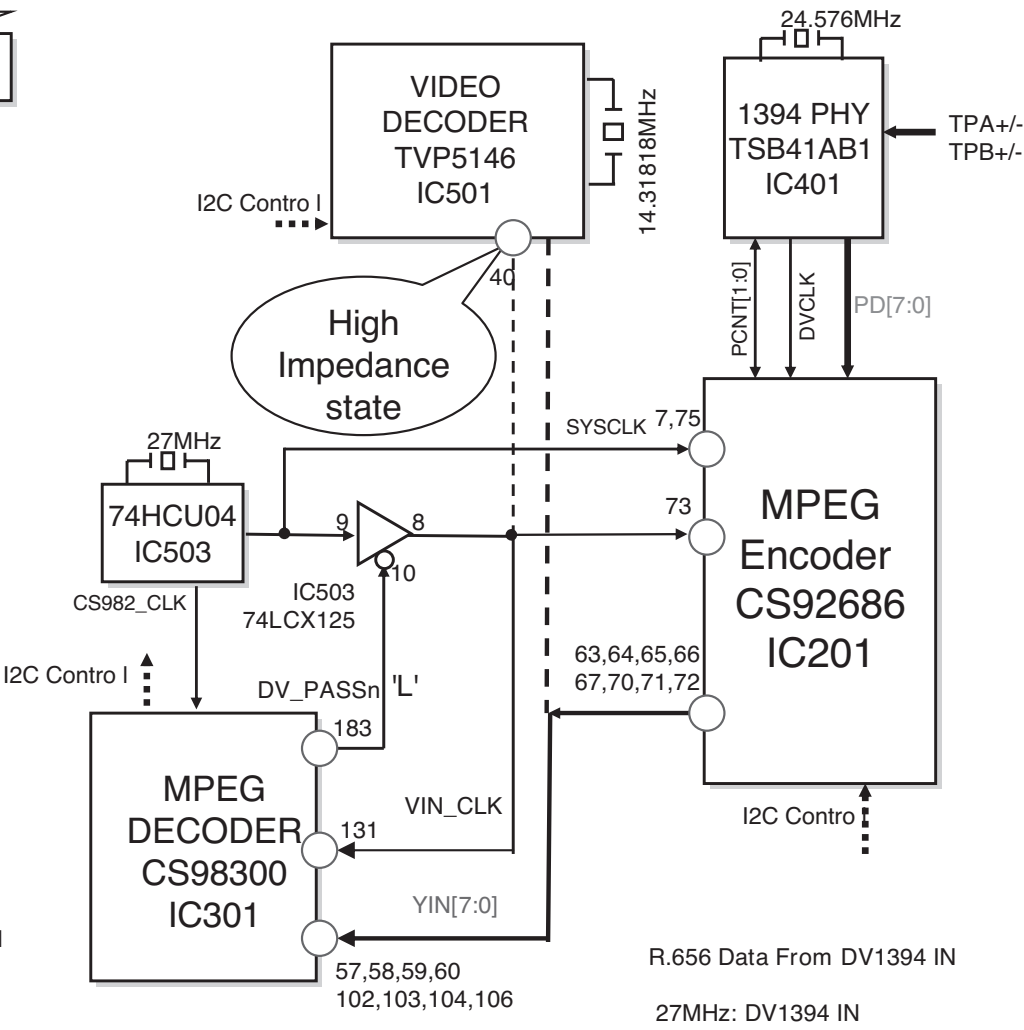 24.576MHz
VIDEO
DECODER
TVP5146
IC501
14.31818MHz
1394 PHY
TSB41AB1
IC401
TPA+/-
TPB+/-
I2C Contro l
40
High
Impedance
state
PCNT[1:0]
DVCLK
PD[7:0]
SYSCLK
7,75
27MHz
74HCU04
IC503
9
8
10
73
MPEG
Encoder
CS92686
IC201
IC503
74LCX125
CS982_CLK
I2C Contro l
DV_PASSn
'L'
63,64,65,66
67,70,71,72
183
MPEG
DECODER
CS98300
IC301
VIN_CLK
131
I2C Contro l
YIN[7:0]
57,58,59,60
102,103,104,106
R.656 Data From DV1394 IN
27MHz: DV1394 IN